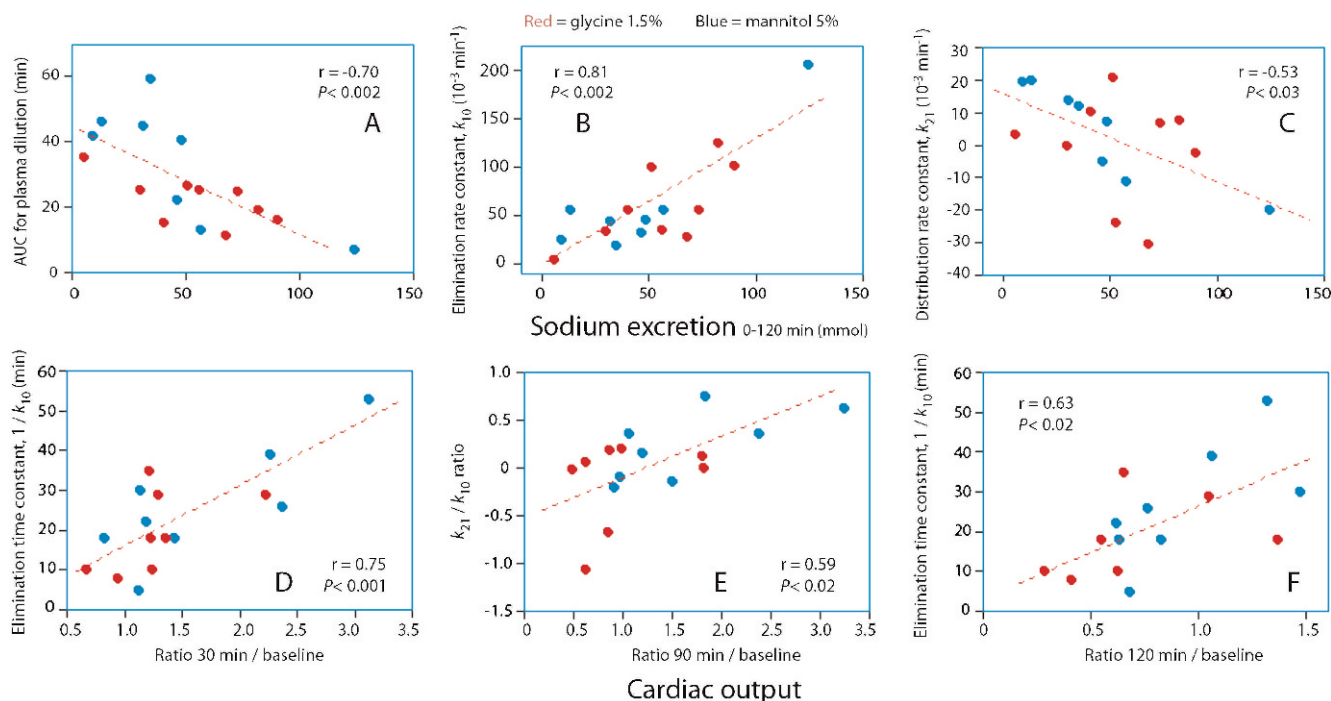 Red = glycine 1.5% Blue = mannitol 5%
AUC for plasma dilution (min)
60
40
20
0
0 50 100 150
r = -0.70
P< 0.002
A
Elimination rate constant, k10 (10-3 min-1)
200
150
100
50
0
0 50 100 150
r = 0.81
P< 0.002
B
Distribution rate constant, k21 (10-3 min-1)
30
20
10
0
-10
-20
-30
-40
0 50 100 150
r = -0.53
P< 0.03
C
Sodium excretion 0-120 min (mmol)
Elimination time constant, 1 / k10 (min)
60
50
40
30
20
10
0
0.5 1.0 1.5 2.0 2.5 3.0 3.5
r = 0.75
P< 0.001
D
Ratio 30 min / baseline
k21 / k10 ratio
1.0
0.5
0
-0.5
-1.0
-1.5
0 0.5 1.0 1.5 2.0 2.5 3.0 3.5
r = 0.59
P< 0.02
E
Ratio 90 min / baseline
Elimination time constant, 1 / k10 (min)
60
50
40
30
20
10
0
0 0.5 1.0 1.5
r = 0.63
P< 0.02
F
Ratio 120 min / baseline
Cardiac output